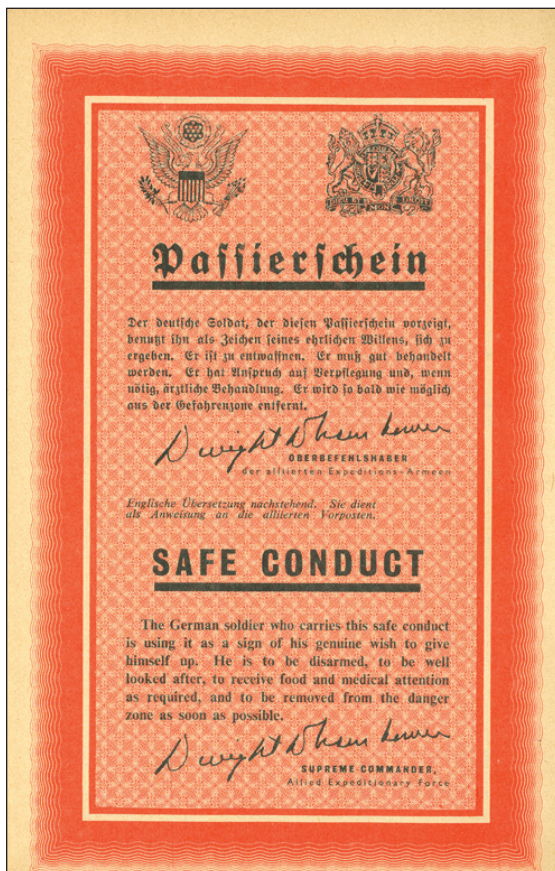 Passierschein
Der deutsche Soldat, der diesen Passierschein vorzeigt,
benutzt ihn als Zeichen seines ehrlichen Willens, sich zu
ergeben. Er ist zu entwaffnen. Er muß gut behandelt
werden. Er hat Anspruch auf Verpflegung und, wenn
nötig, ärztliche Behandlung. Er wird so bald wie möglich
aus der Gefahrenzone entfernt.
Dwight D Eisenhower
OBERBEFEHLSHABER
der alliierten Expeditions-Armeen
Englische Übersetzung nachstehend. Sie dient
als Anweisung an die alliierten Vorposten.
SAFE CONDUCT
The German soldier who carries this safe conduct
is using it as a sign of his genuine wish to give
himself up. He is to be disarmed, to be well
looked after, to receive food and medical attention
as required, and to be removed from the danger
zone as soon as possible.
Dwight D Eisenhower
SUPREME COMMANDER,
Allied Expeditionary Force